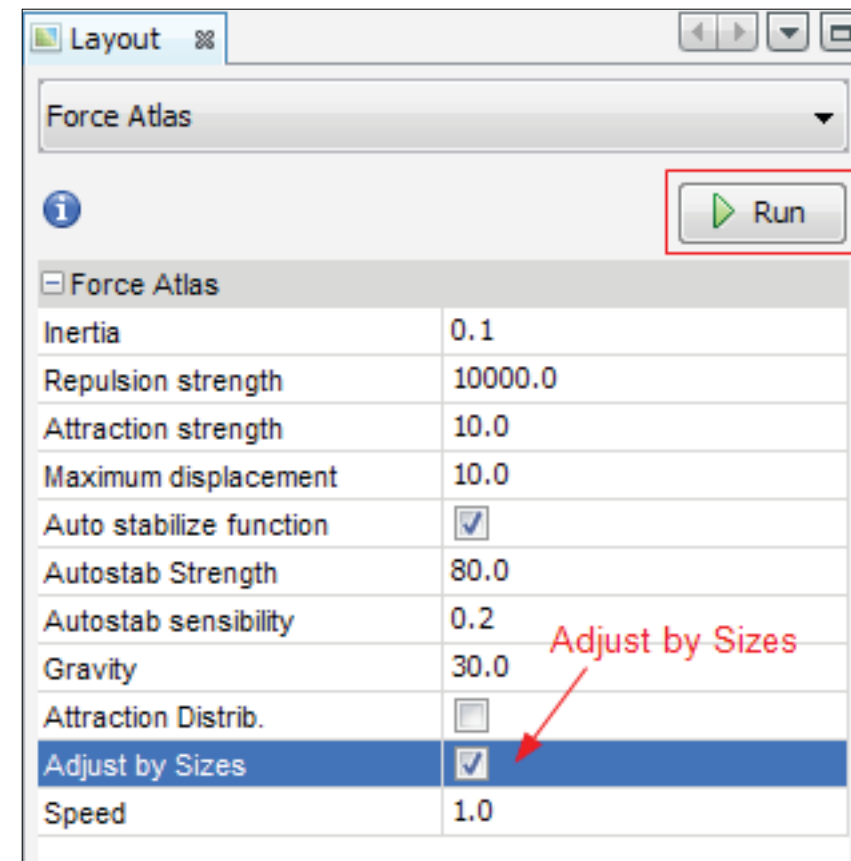 Layout
Force Atlas
Run
Force Atlas
Inertia 0.1
Repulsion strength 10000.0
Attraction strength 10.0
Maximum displacement 10.0
Auto stabilize function
Autostab Strength 80.0
Autostab sensibility 0.2
Adjust by Sizes
Gravity 30.0
Attraction Distrib.
Adjust by Sizes
Speed 1.0